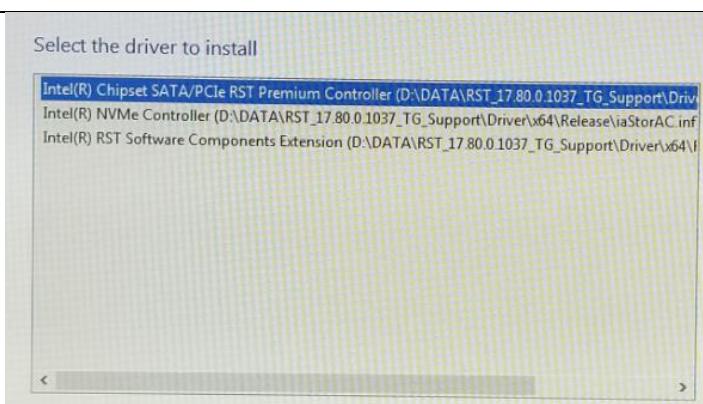 Select the driver to install
Intel(R) Chipset SATA/PCIe RST Premium Controller (D:\DATA\RST_17.80.0.1037_TG_Support\Driv
Intel(R) NVMe Controller (D:\DATA\RST_17.80.0.1037_TG_Support\Driver\x64\Release\iaStorAC.inf
Intel(R) RST Software Components Extension (D:\DATA\RST_17.80.0.1037_TG_Support\Driver\x64\